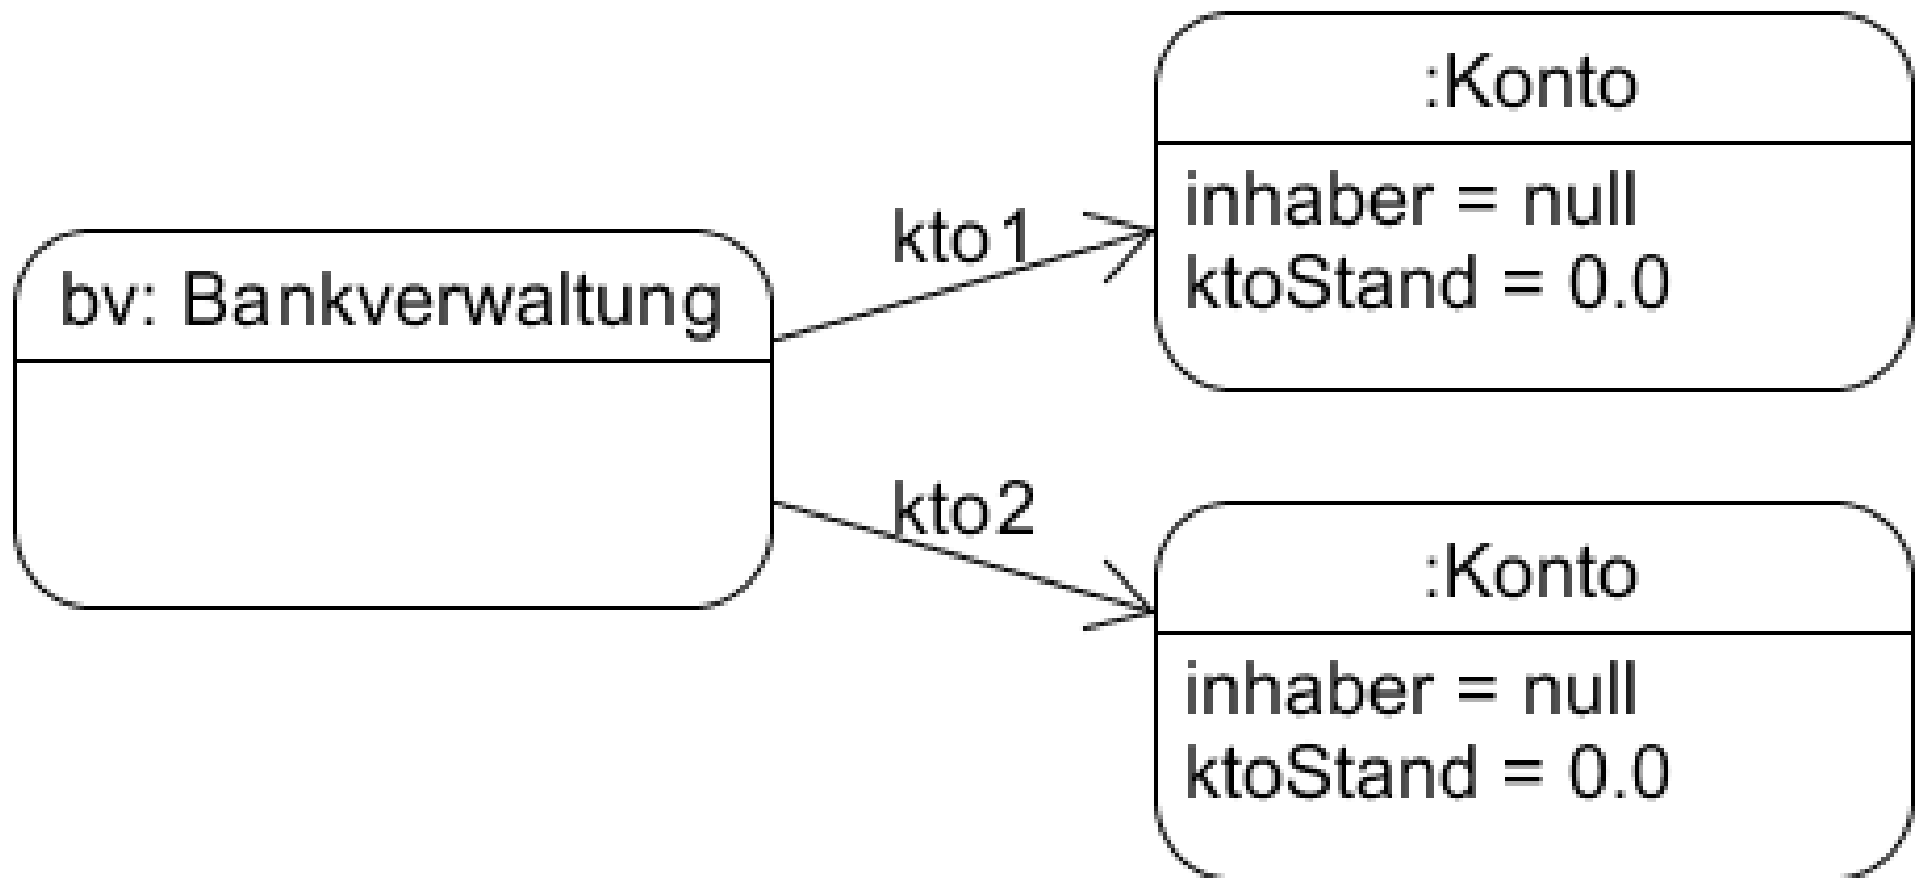 bv: Bankverwaltung
kto1
:Konto
inhaber = null
ktoStand = 0.0
kto2
:Konto
inhaber = null
ktoStand = 0.0